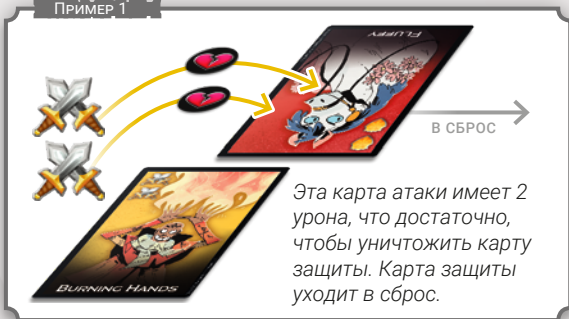 Пример 1
Fluffy
В СБРОС
Эта карта атаки имеет 2
урона, что достаточно,
чтобы уничтожить карту
защиты. Карта защиты
уходит в сброс.
Burning Hands